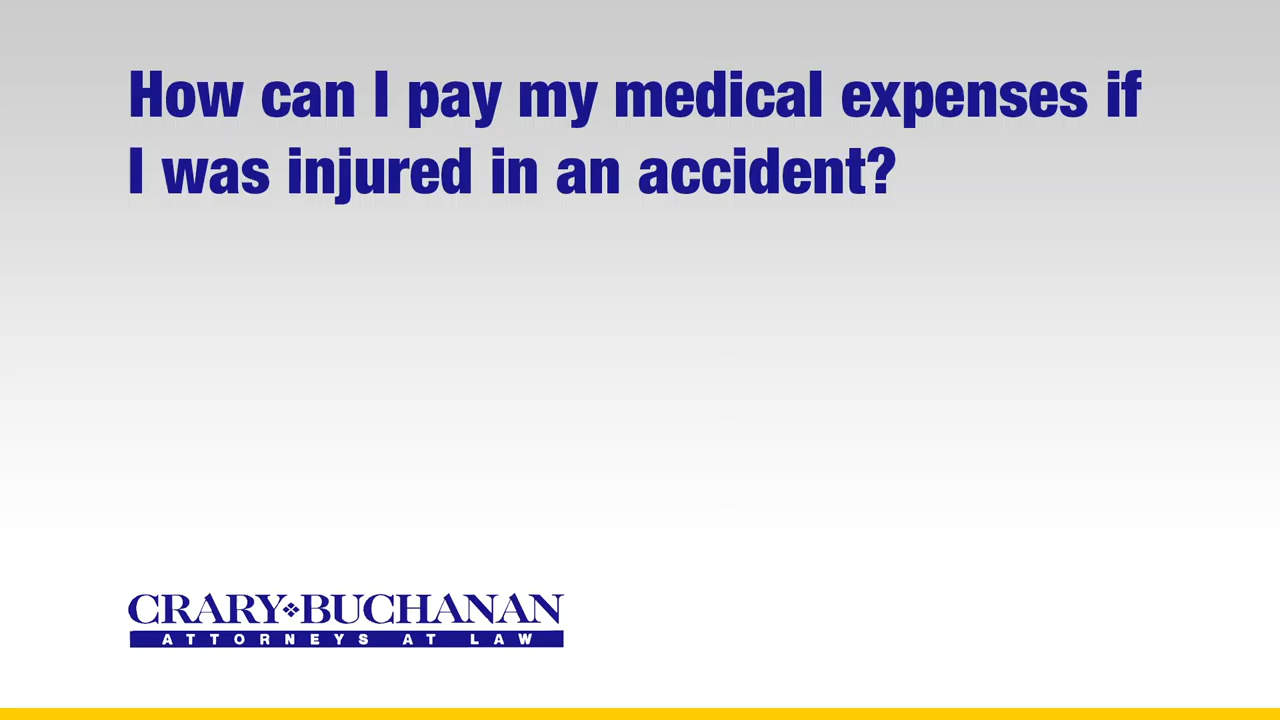 How can I pay my medical expenses if
I was injured in an accident?
CRARY BUCHANAN
ATTORNEYS AT LAW